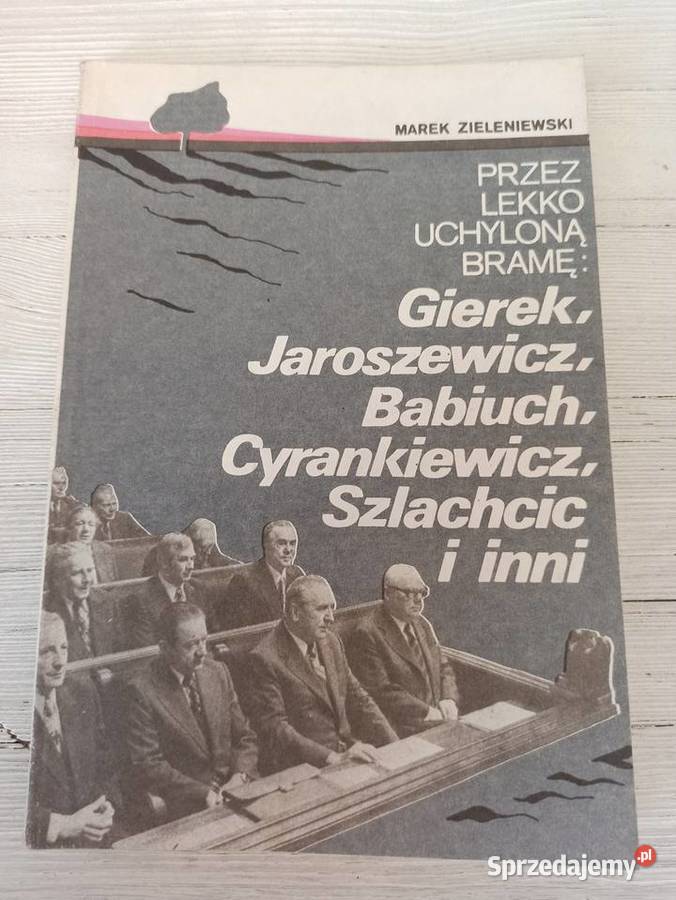 MAREK ZIELENIEWSKI
PRZEZ
LEKKO
UCHYLONĄ
BRAMĘ:
Gierek,
Jaroszewicz,
Babiuch,
Cyrankiewicz,
Szlachcic
i inni
Sprzedajemy.pl